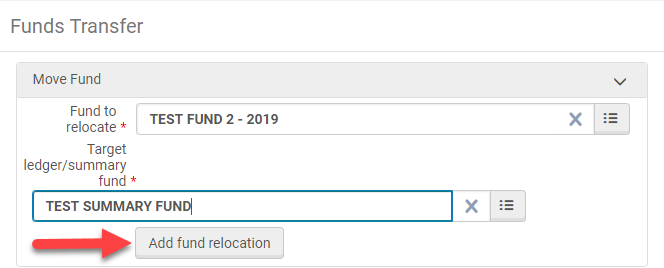 Funds Transfer
Move Fund
Fund to
relocate *
TEST FUND 2 - 2019
Target
ledger/summary
fund *
TEST SUMMARY FUND
Add fund relocation